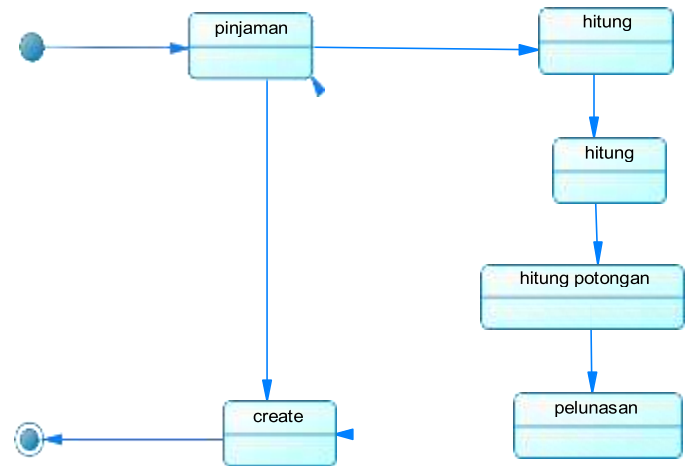 pinjaman
hitung
hitung
hitung potongan
create
pelunasan